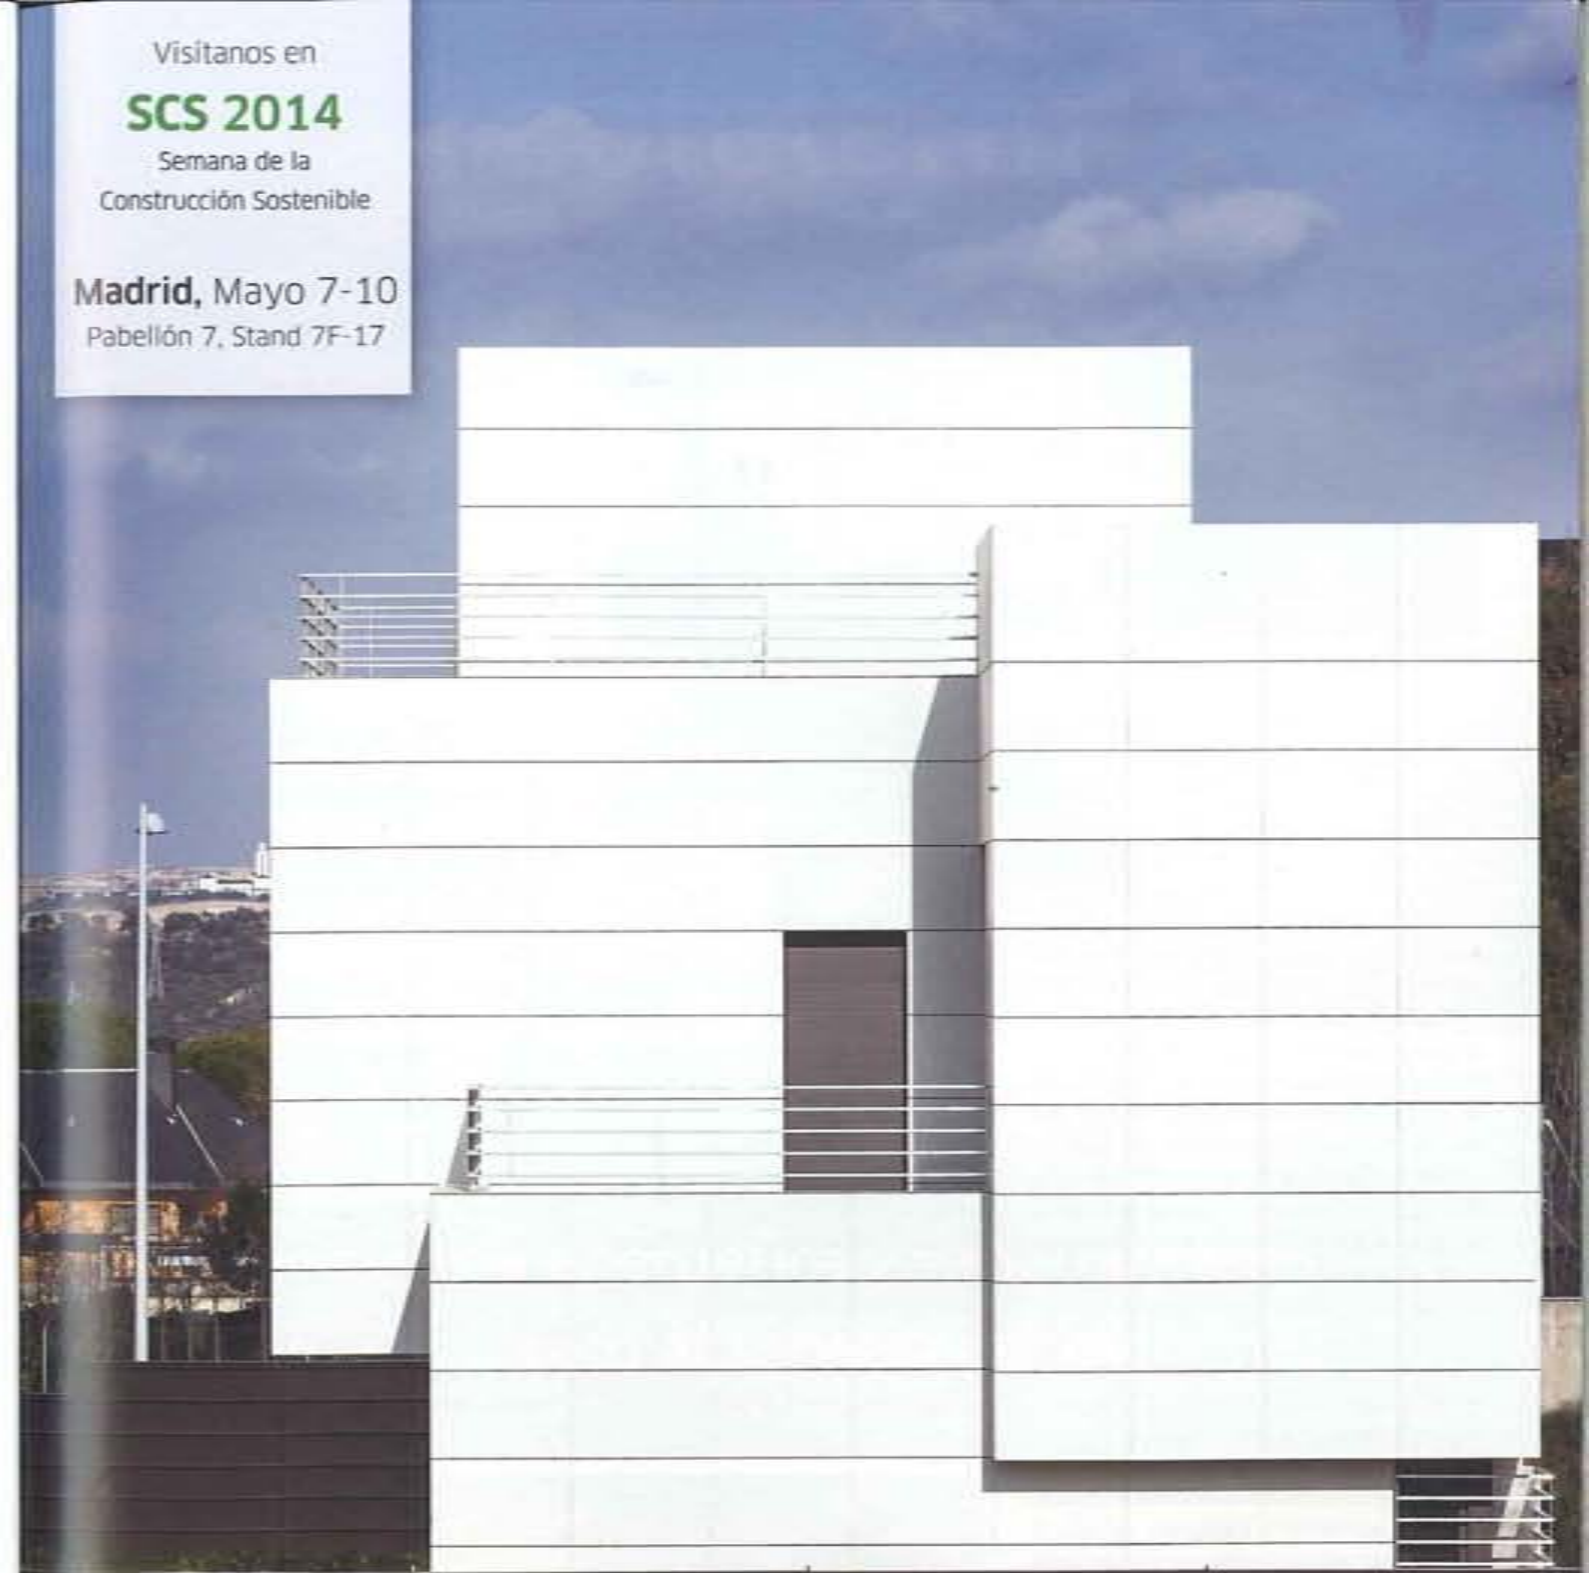 Visítanos en
SCS 2014
Semana de la
Construcción Sostenible
Madrid, Mayo 7-10
Pabellón 7, Stand 7F-17